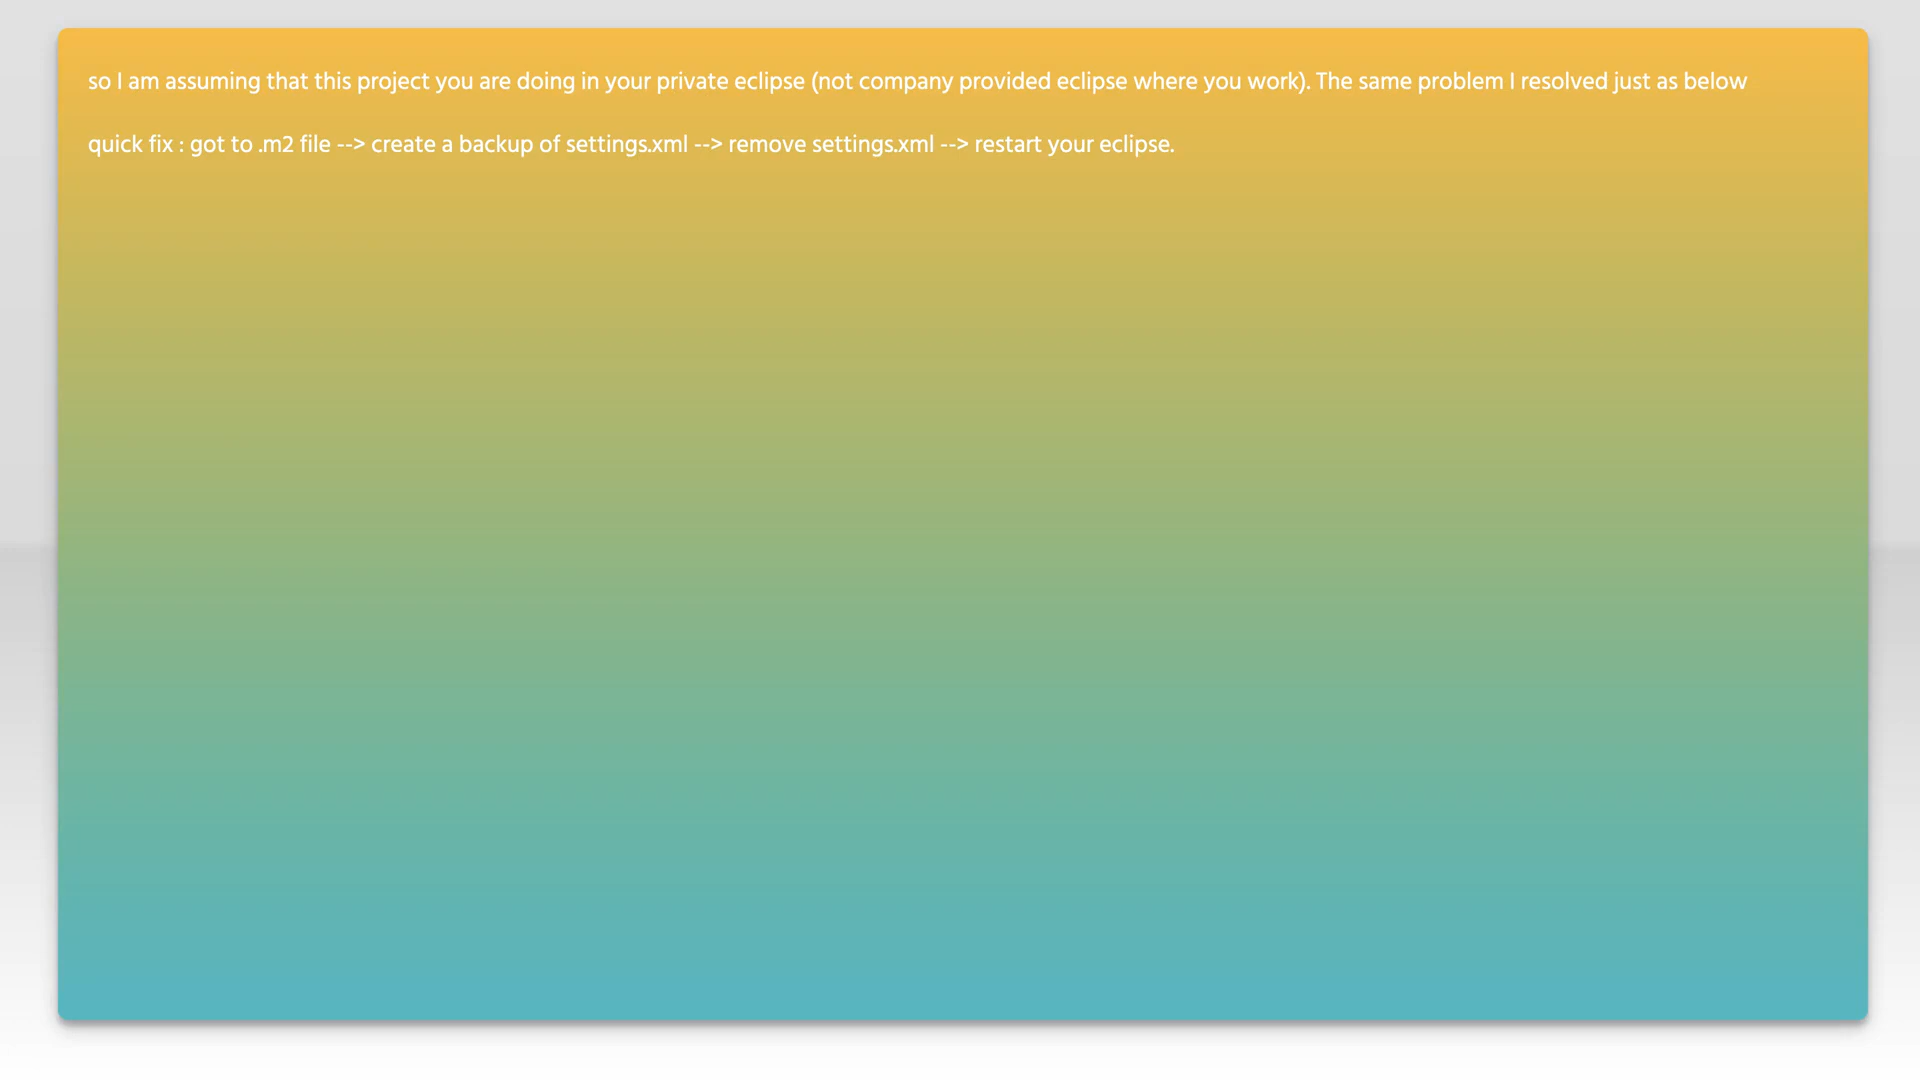 so I am assuming that this project you are doing in your private eclipse (not company provided eclipse where you work). The same problem I resolved just as below
quick fix : got to .m2 file --> create a backup of settings.xml --> remove settings.xml --> restart your eclipse.